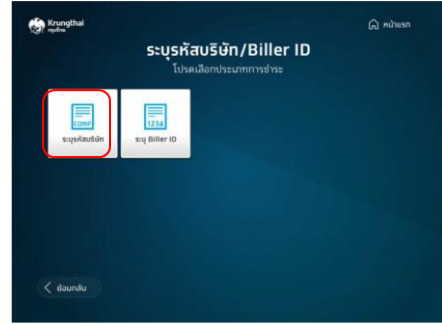 Krungthai
กรุงไทย
หน้าแรก
ระบุรหัสบริษัท/Biller ID
โปรดเลือกประเภทการชำระ
COMP
1234
ระบุรหัสบริษัท
ระบุ Biller ID
ย้อนกลับ